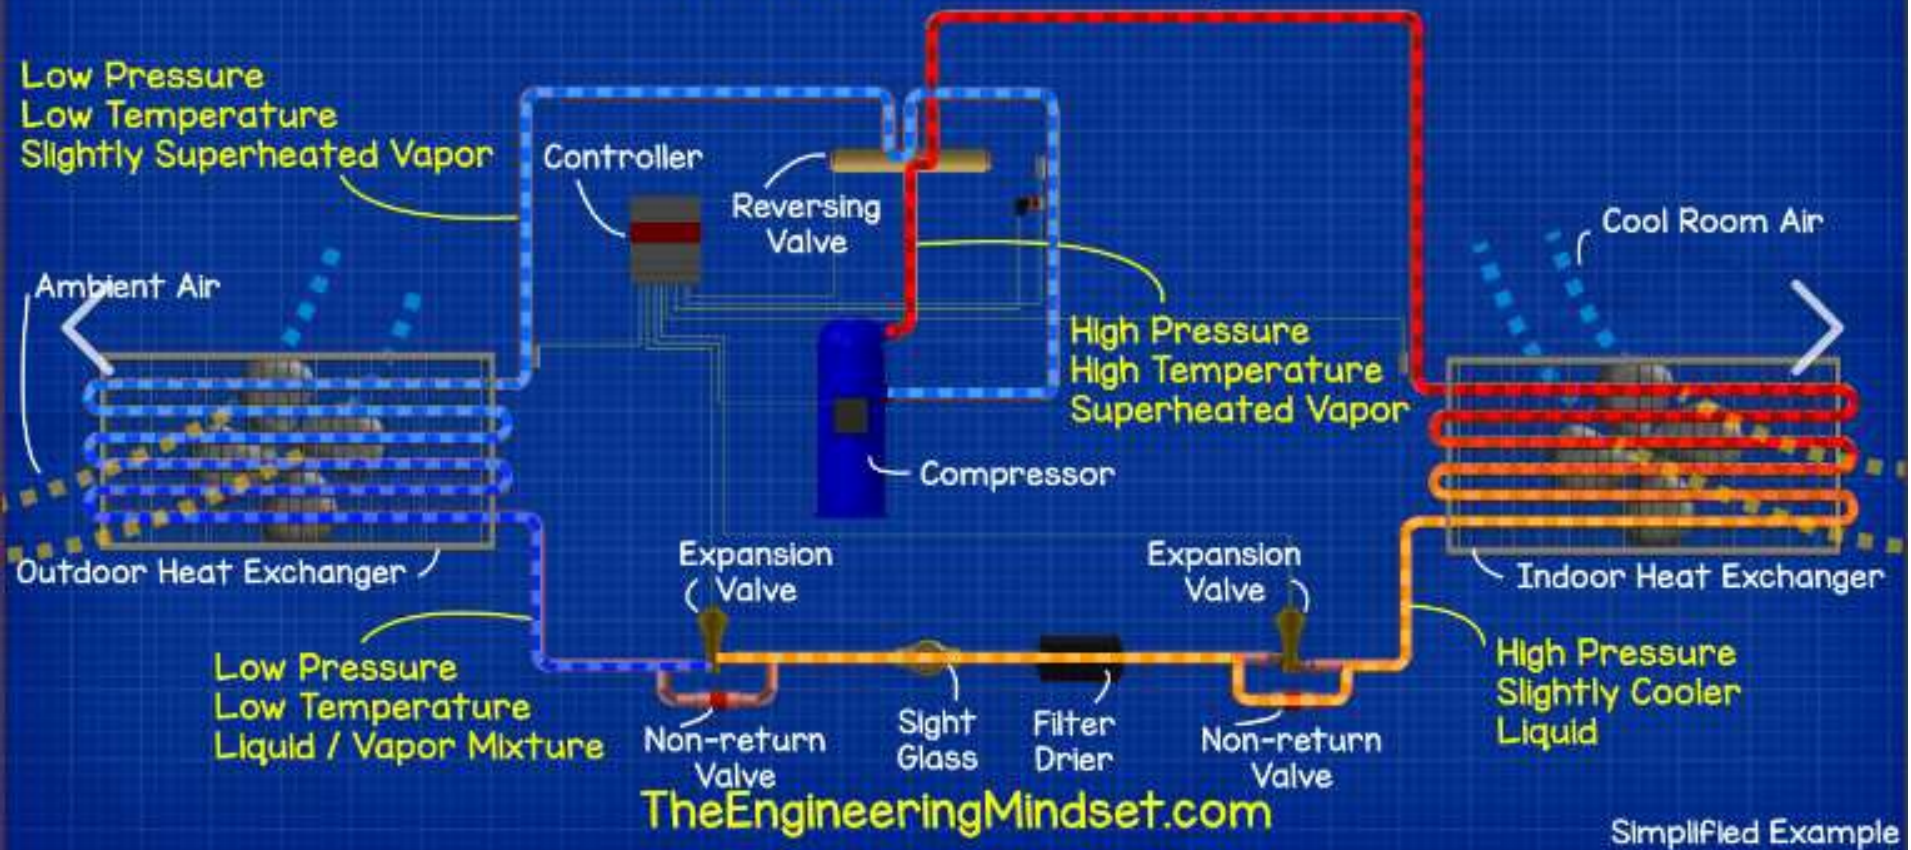 Low Pressure
Low Temperature
Slightly Superheated Vapor
Controller
Reversing
Valve
Cool Room Air
Ambient Air
High Pressure
High Temperature
Superheated Vapor
Compressor
Outdoor Heat Exchanger
Expansion
Valve
Expansion
Valve
Indoor Heat Exchanger
Low Pressure
Low Temperature
Liquid / Vapor Mixture
Non-return
Valve
Sight
Glass
Filter
Drier
Non-return
Valve
High Pressure
Slightly Cooler
Liquid
TheEngineeringMindset.com
Simplified Example